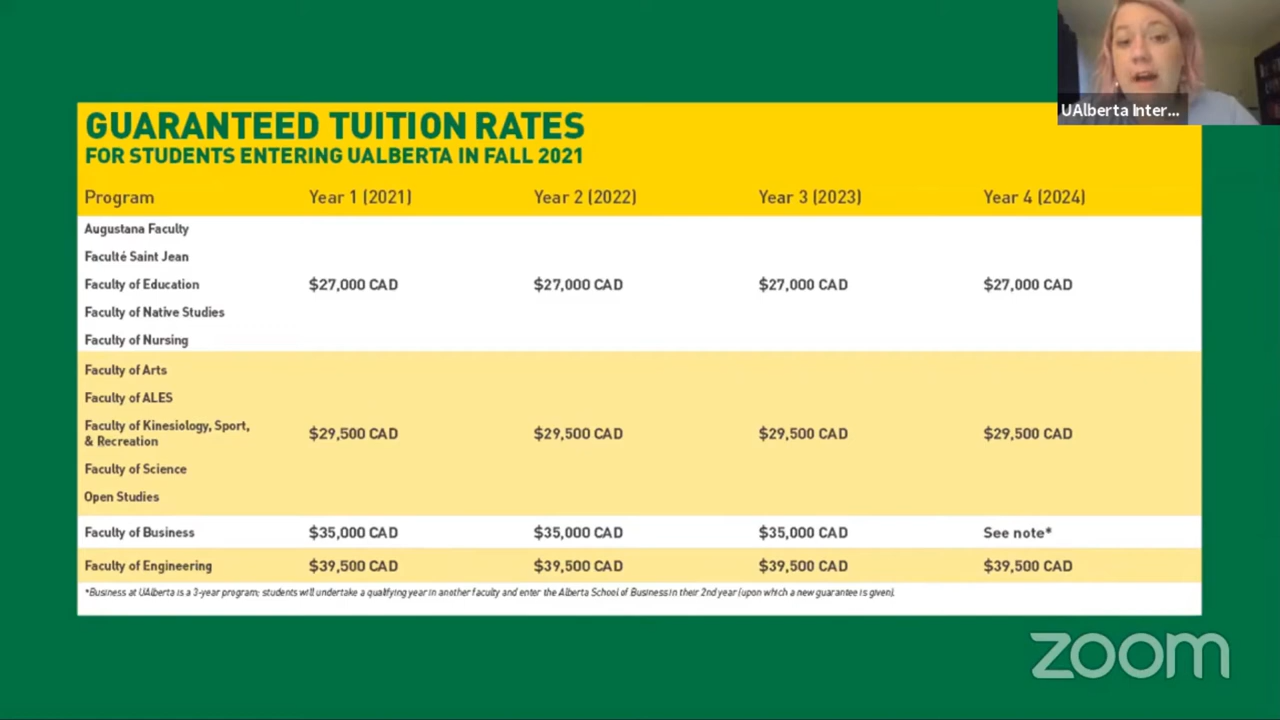 UAlberta Inter...
GUARANTEED TUITION RATES
FOR STUDENTS ENTERING UALBERTA IN FALL 2021
Program Year 1 (2021) Year 2 (2022) Year 3 (2023) Year 4 (2024)
Augustana Faculty
Faculté Saint Jean
Faculty of Education $27,000 CAD $27,000 CAD $27,000 CAD $27,000 CAD
Faculty of Native Studies
Faculty of Nursing
Faculty of Arts
Faculty of ALES
Faculty of Kinesiology, Sport,
& Recreation $29,500 CAD $29,500 CAD $29,500 CAD $29,500 CAD
Faculty of Science
Open Studies
Faculty of Business $35,000 CAD $35,000 CAD $35,000 CAD See note*
Faculty of Engineering $39,500 CAD $39,500 CAD $39,500 CAD $39,500 CAD
*Business at UAlberta is a 3-year program; students will undertake a qualifying year in another faculty and enter the Alberta School of Business in their 2nd year (upon which a new guarantee is given).
zoom